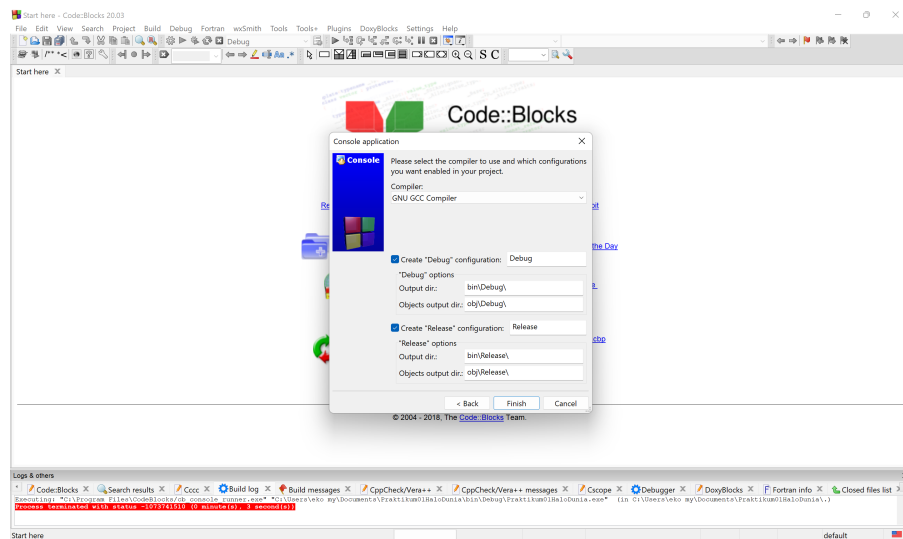 Start here - Code::Blocks 20.03
File Edit View Search Project Build Debug Fortran wxSmith Tools Tools+ Plugins DoxyBlocks Settings Help
Debug
S C
Start here X
Code::Blocks
Console application
Console
Please select the compiler to use and which configurations
you want enabled in your project.
Compiler:
GNU GCC Compiler
Re
bit
the Day
Create "Debug" configuration: Debug
"Debug" options
Output dir.: bin\Debug\
Objects output dir.: obj\Debug\
Create "Release" configuration: Release
.cbp
"Release" options
Output dir.: bin\Release\
Objects output dir.: obj\Release\
< Back Finish Cancel
© 2004 - 2018, The Code::Blocks Team.
Logs & others
Code::Blocks X Search results X Cccc X Build log X Build messages X CppCheck/Vera++ X CppCheck/Vera++ messages X Cscope X Debugger X DoxyBlocks X Fortran info X Closed files list
Executing: "C:\Program Files\CodeBlocks/cb_console_runner.exe" "C:\Users\eko my\Documents\Praktikum01HaloDunia\bin\Debug\Praktikum01HaloDunia.exe" (in C:\Users\eko my\Documents\Praktikum01HaloDunia\.)
Process terminated with status -1073741510 (0 minute(s), 3 second(s))
Start here default